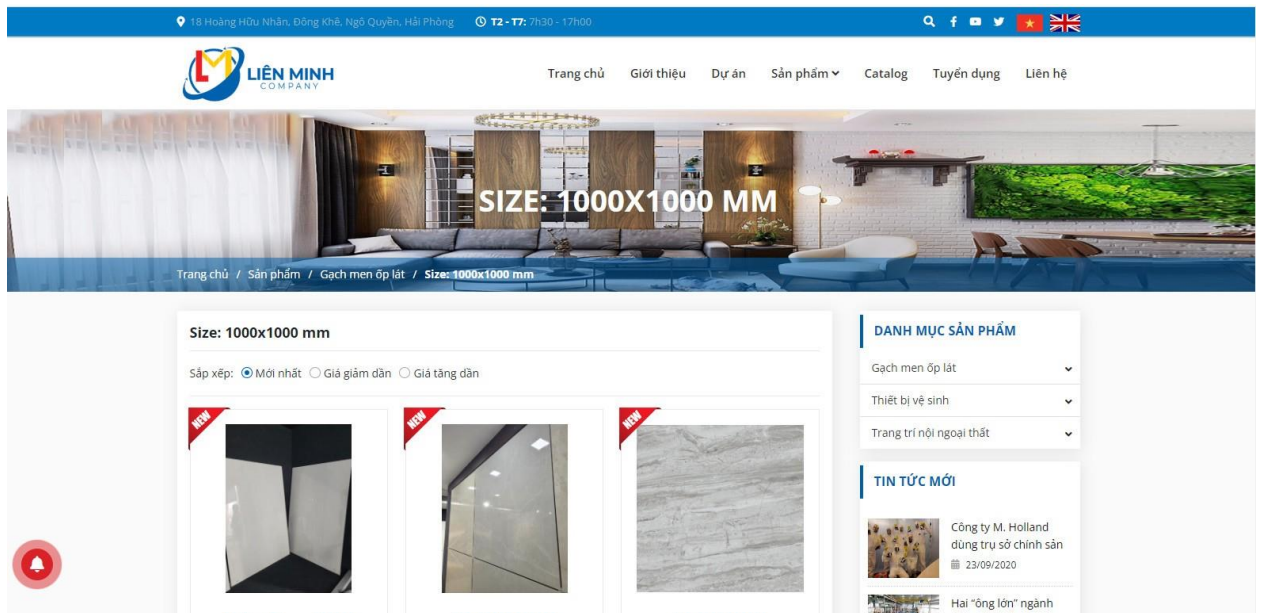 18 Hoàng Hữu Nhân, Đông Khê, Ngô Quyền, Hải Phòng T2 - T7: 7h30 - 17h00
LM
LIÊN MINH
COMPANY
Trang chủ Giới thiệu Dự án Sản phẩm Catalog Tuyển dụng Liên hệ
SIZE: 1000X1000 MM
Trang chủ / Sản phẩm / Gạch men ốp lát / Size: 1000x1000 mm
Size: 1000x1000 mm
Sắp xếp: Mới nhất Giá giảm dần Giá tăng dần
NEW NEW NEW
DANH MỤC SẢN PHẨM
Gạch men ốp lát
Thiết bị vệ sinh
Trang trí nội ngoại thất
TIN TỨC MỚI
Công ty M. Holland
dùng trụ sở chính sản
23/09/2020
Hai "ông lớn" ngành